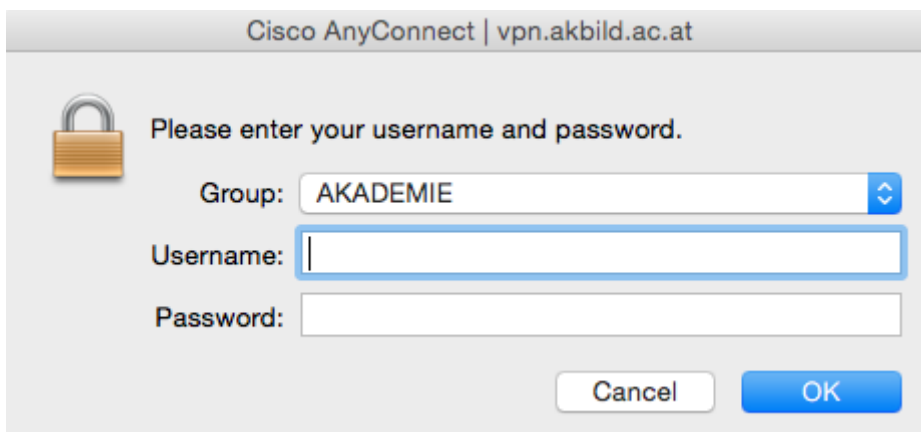 Cisco AnyConnect | vpn.akbild.ac.at
Please enter your username and password.
Group: AKADEMIE
Username:
Password:
Cancel OK